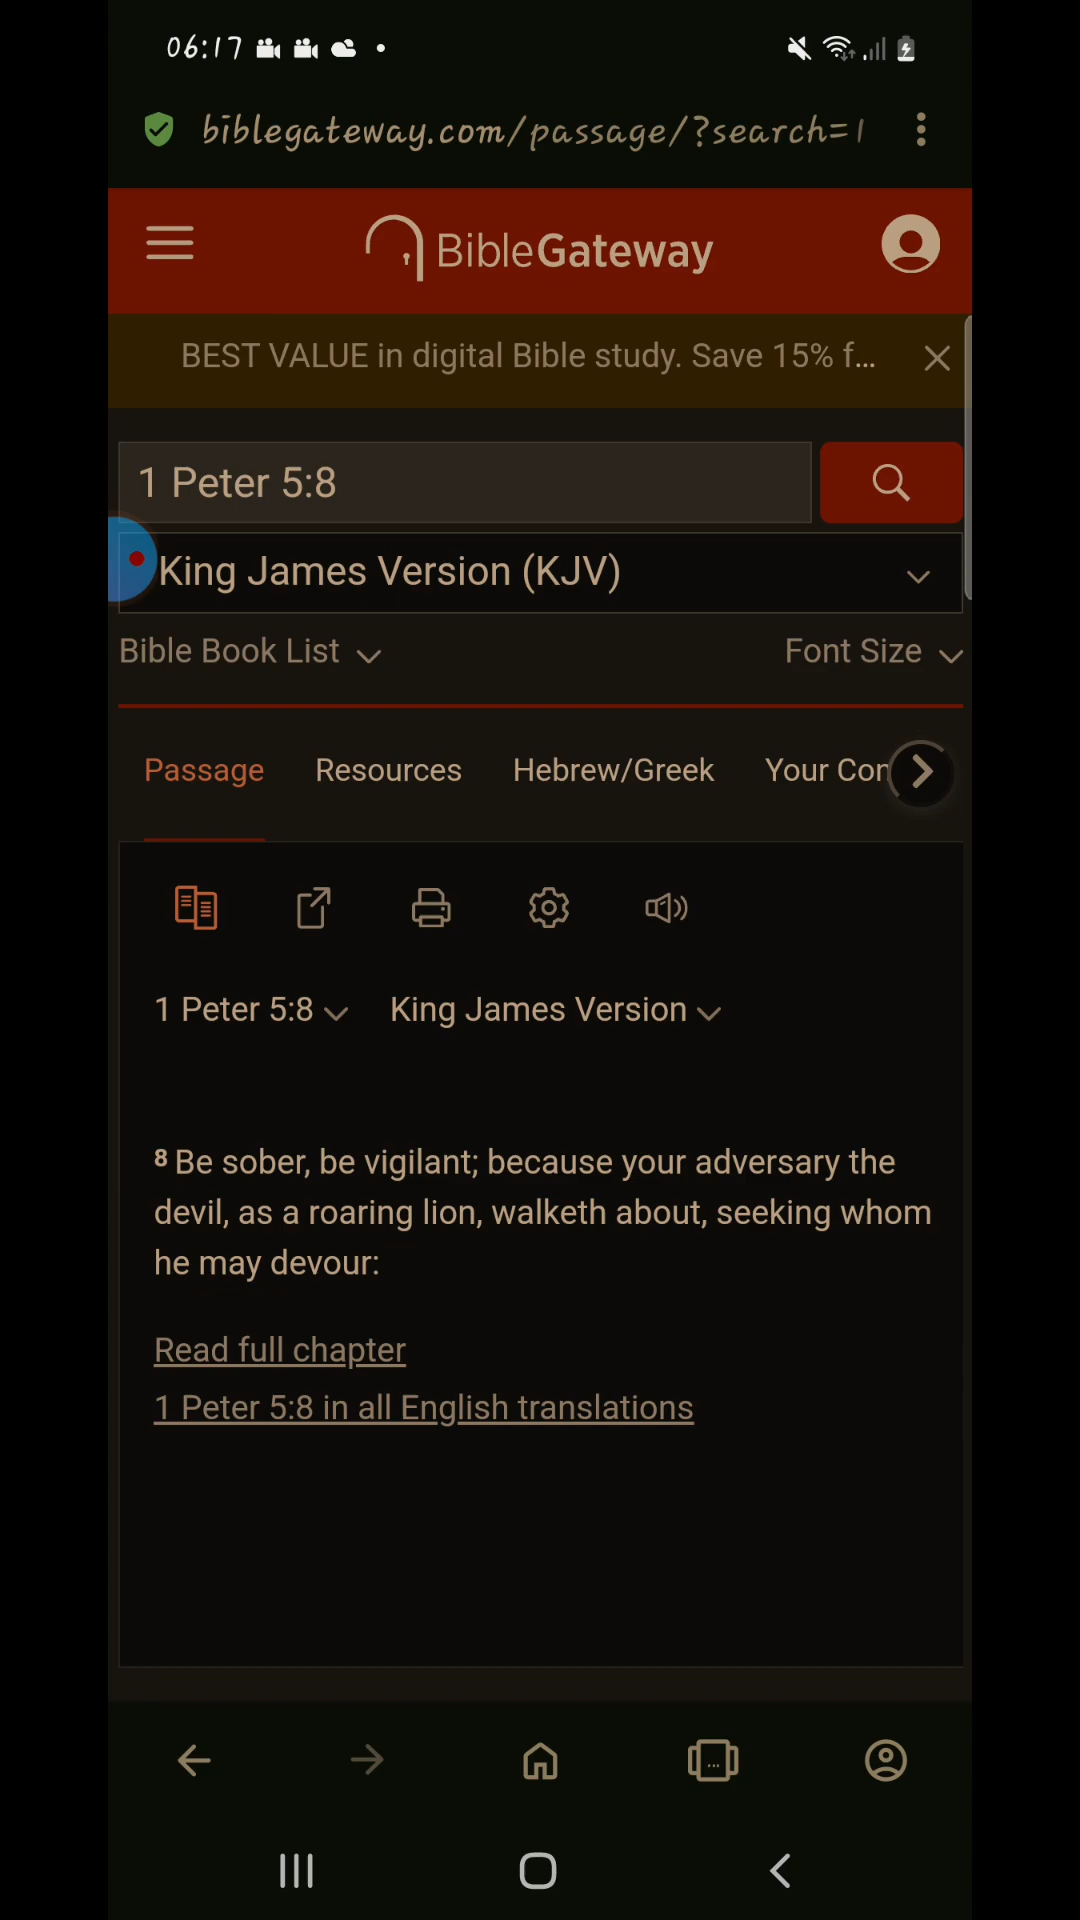 06:17
biblegateway.com/passage/?search=1
BibleGateway
BEST VALUE in digital Bible study. Save 15% f...
1 Peter 5:8
King James Version (KJV)
Bible Book List
Font Size
Passage Resources Hebrew/Greek Your Con
1 Peter 5:8 King James Version
8 Be sober, be vigilant; because your adversary the
devil, as a roaring lion, walketh about, seeking whom
he may devour:
Read full chapter
1 Peter 5:8 in all English translations